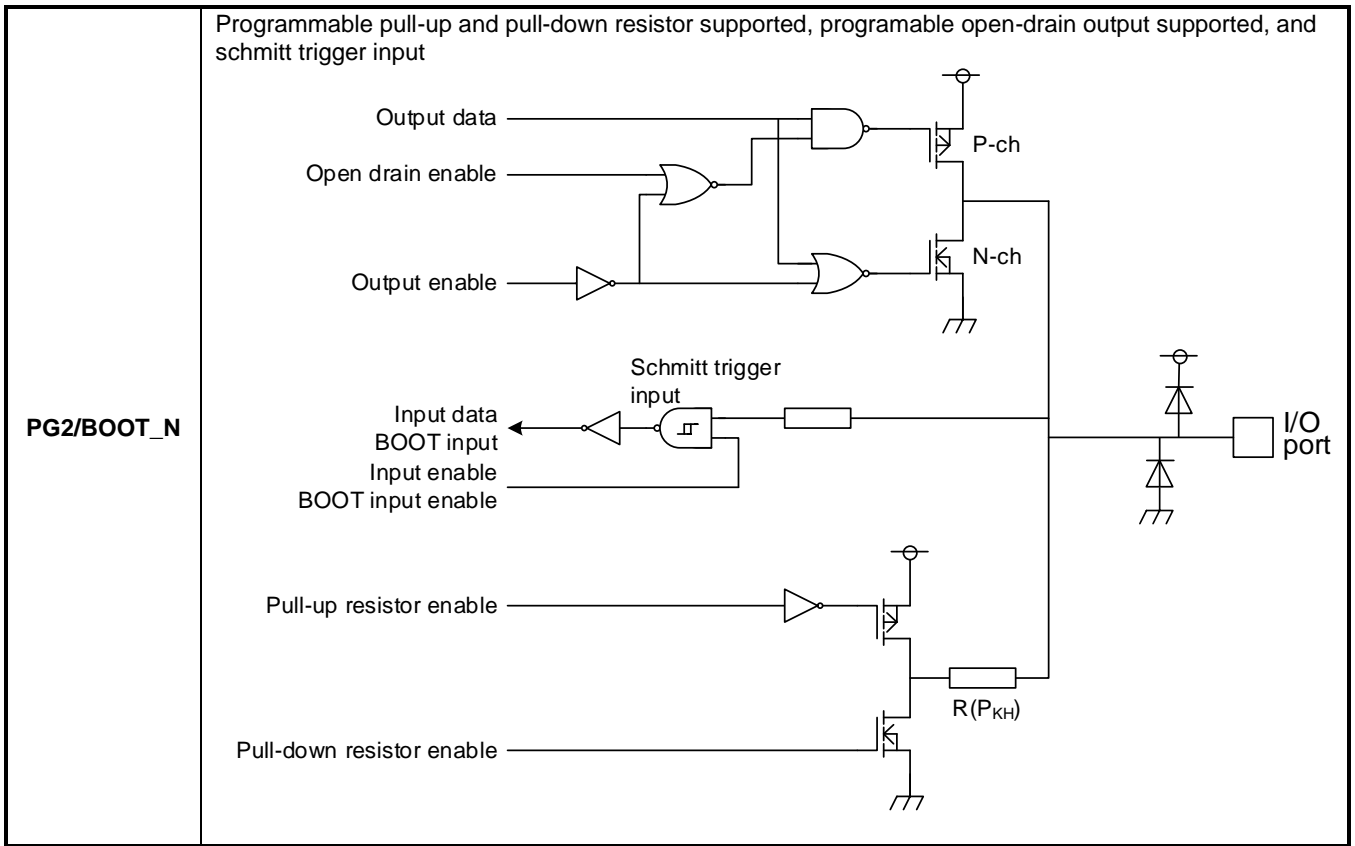 Programmable pull-up and pull-down resistor supported, programable open-drain output supported, and
schmitt trigger input
Output data
P-ch
Open drain enable
Output enable
N-ch
Schmitt trigger
input
PG2/BOOT_N
Input data
BOOT input
Input enable
BOOT input enable
I/O
port
Pull-up resistor enable
R(PKH)
Pull-down resistor enable